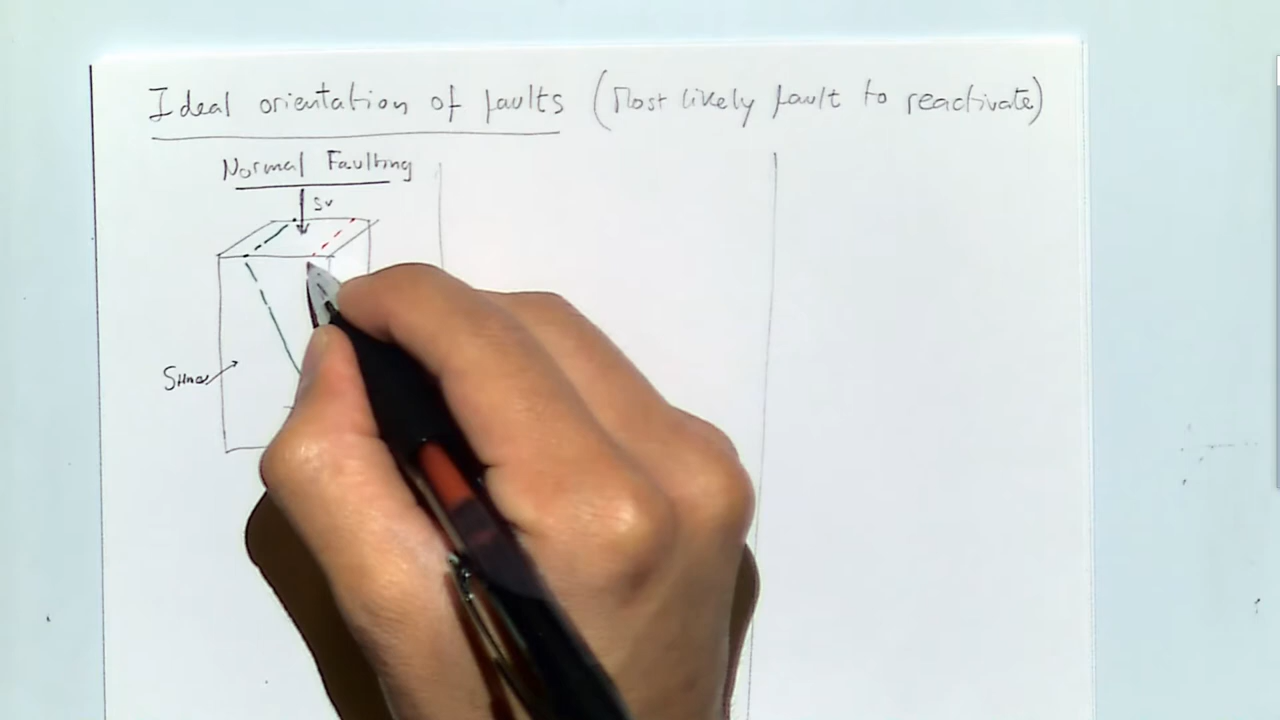 Ideal orientation of faults (Most likely fault to reactivate)
Normal Faulting
Sv
SHmax